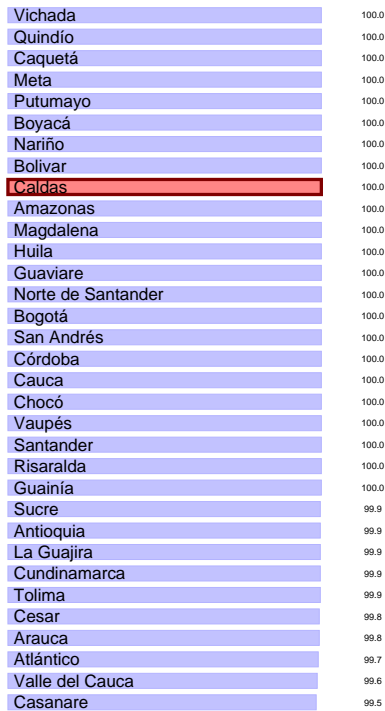 Vichada 100.0
Quindío 100.0
Caquetá 100.0
Meta 100.0
Putumayo 100.0
Boyacá 100.0
Nariño 100.0
Bolivar 100.0
Caldas 100.0
Amazonas 100.0
Magdalena 100.0
Huila 100.0
Guaviare 100.0
Norte de Santander 100.0
Bogotá 100.0
San Andrés 100.0
Córdoba 100.0
Cauca 100.0
Chocó 100.0
Vaupés 100.0
Santander 100.0
Risaralda 100.0
Guainía 100.0
Sucre 99.9
Antioquia 99.9
La Guajira 99.9
Cundinamarca 99.9
Tolima 99.9
Cesar 99.8
Arauca 99.8
Atlántico 99.7
Valle del Cauca 99.6
Casanare 99.5